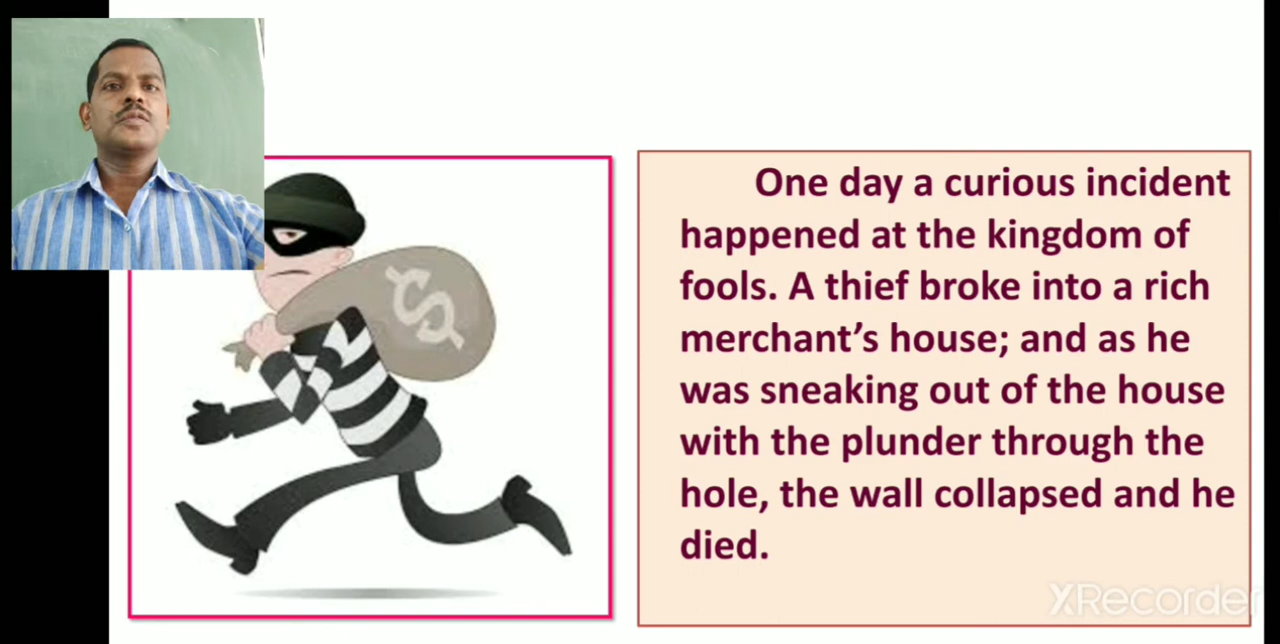 One day a curious incident
happened at the kingdom of
fools. A thief broke into a rich
merchant’s house; and as he
was sneaking out of the house
with the plunder through the
hole, the wall collapsed and he
died.
$
XRecorder